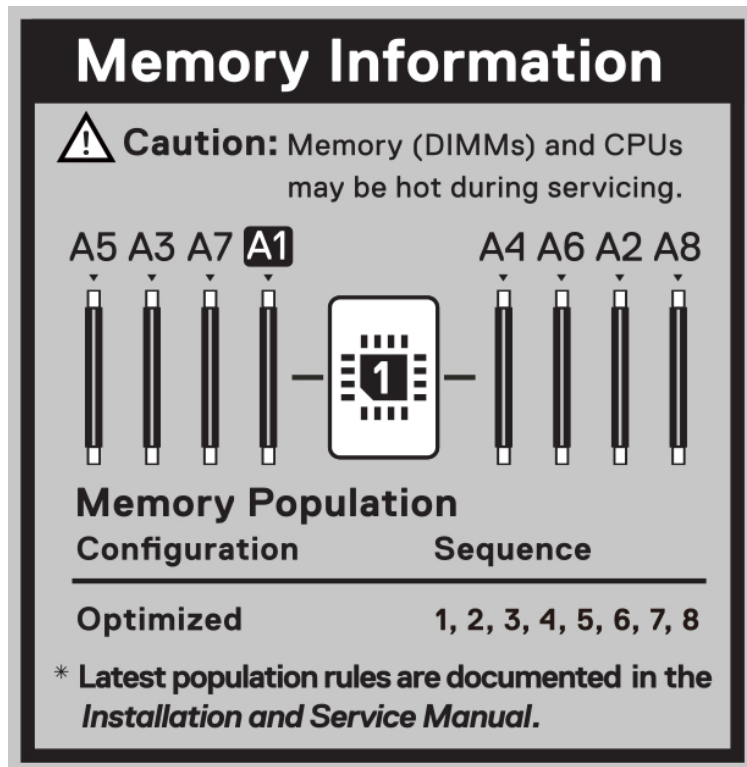 Memory Information
! Caution: Memory (DIMMs) and CPUs
may be hot during servicing.
A5 A3 A7 A1 A4 A6 A2 A8
1
Memory Population
Configuration Sequence
Optimized 1, 2, 3, 4, 5, 6, 7, 8
* Latest population rules are documented in the
Installation and Service Manual.